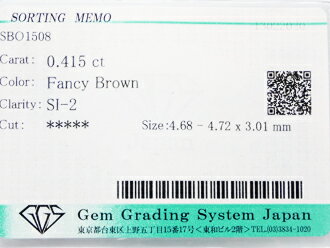 SORTING MEMO
SBO1508
Carat: 0.415 ct
Color: Fancy Brown
Clarity: SI-2
Cut: *****
Size: 4.68 - 4.72 x 3.01 mm
Gem Grading System Japan
東京都台東区上野五丁目15番17号<東和ビル2階> TEL(03)3834-1020